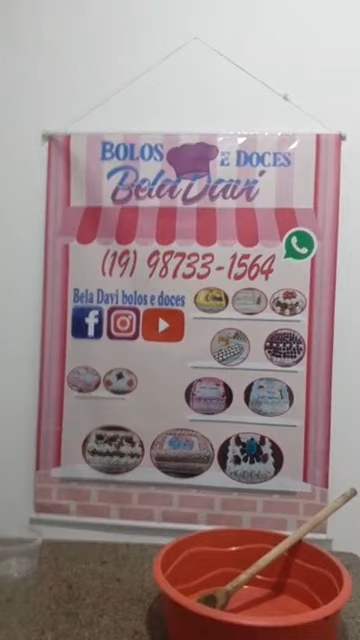 BOLOS E DOCES
Bela Davi
(19) 98733-1564
Bela Davi bolos e doces